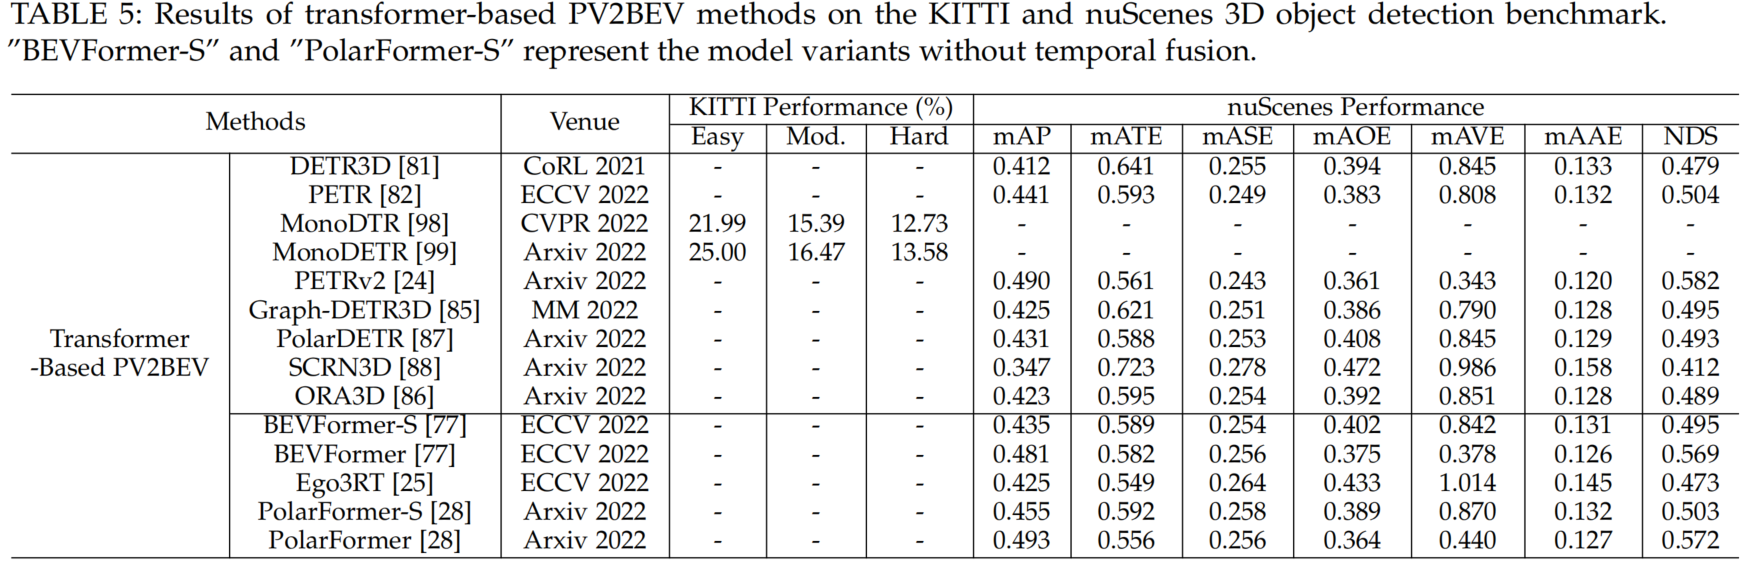 TABLE 5: Results of transformer-based PV2BEV methods on the KITTI and nuScenes 3D object detection benchmark.
”BEVFormer-S” and ”PolarFormer-S” represent the model variants without temporal fusion.
Methods Venue KITTI Performance (%) nuScenes Performance
Easy Mod. Hard mAP mATE mASE mAOE mAVE mAAE NDS
Transformer
-Based PV2BEV
DETR3D [81] CoRL 2021 - - - 0.412 0.641 0.255 0.394 0.845 0.133 0.479
PETR [82] ECCV 2022 - - - 0.441 0.593 0.249 0.383 0.808 0.132 0.504
MonoDTR [98] CVPR 2022 21.99 15.39 12.73 - - - - - - -
MonoDETR [99] Arxiv 2022 25.00 16.47 13.58 - - - - - - -
PETRv2 [24] Arxiv 2022 - - - 0.490 0.561 0.243 0.361 0.343 0.120 0.582
Graph-DETR3D [85] MM 2022 - - - 0.425 0.621 0.251 0.386 0.790 0.128 0.495
PolarDETR [87] Arxiv 2022 - - - 0.431 0.588 0.253 0.408 0.845 0.129 0.493
SCRN3D [88] Arxiv 2022 - - - 0.347 0.723 0.278 0.472 0.986 0.158 0.412
ORA3D [86] Arxiv 2022 - - - 0.423 0.595 0.254 0.392 0.851 0.128 0.489
BEVFormer-S [77] ECCV 2022 - - - 0.435 0.589 0.254 0.402 0.842 0.131 0.495
BEVFormer [77] ECCV 2022 - - - 0.481 0.582 0.256 0.375 0.378 0.126 0.569
Ego3RT [25] ECCV 2022 - - - 0.425 0.549 0.264 0.433 1.014 0.145 0.473
PolarFormer-S [28] Arxiv 2022 - - - 0.455 0.592 0.258 0.389 0.870 0.132 0.503
PolarFormer [28] Arxiv 2022 - - - 0.493 0.556 0.256 0.364 0.440 0.127 0.572